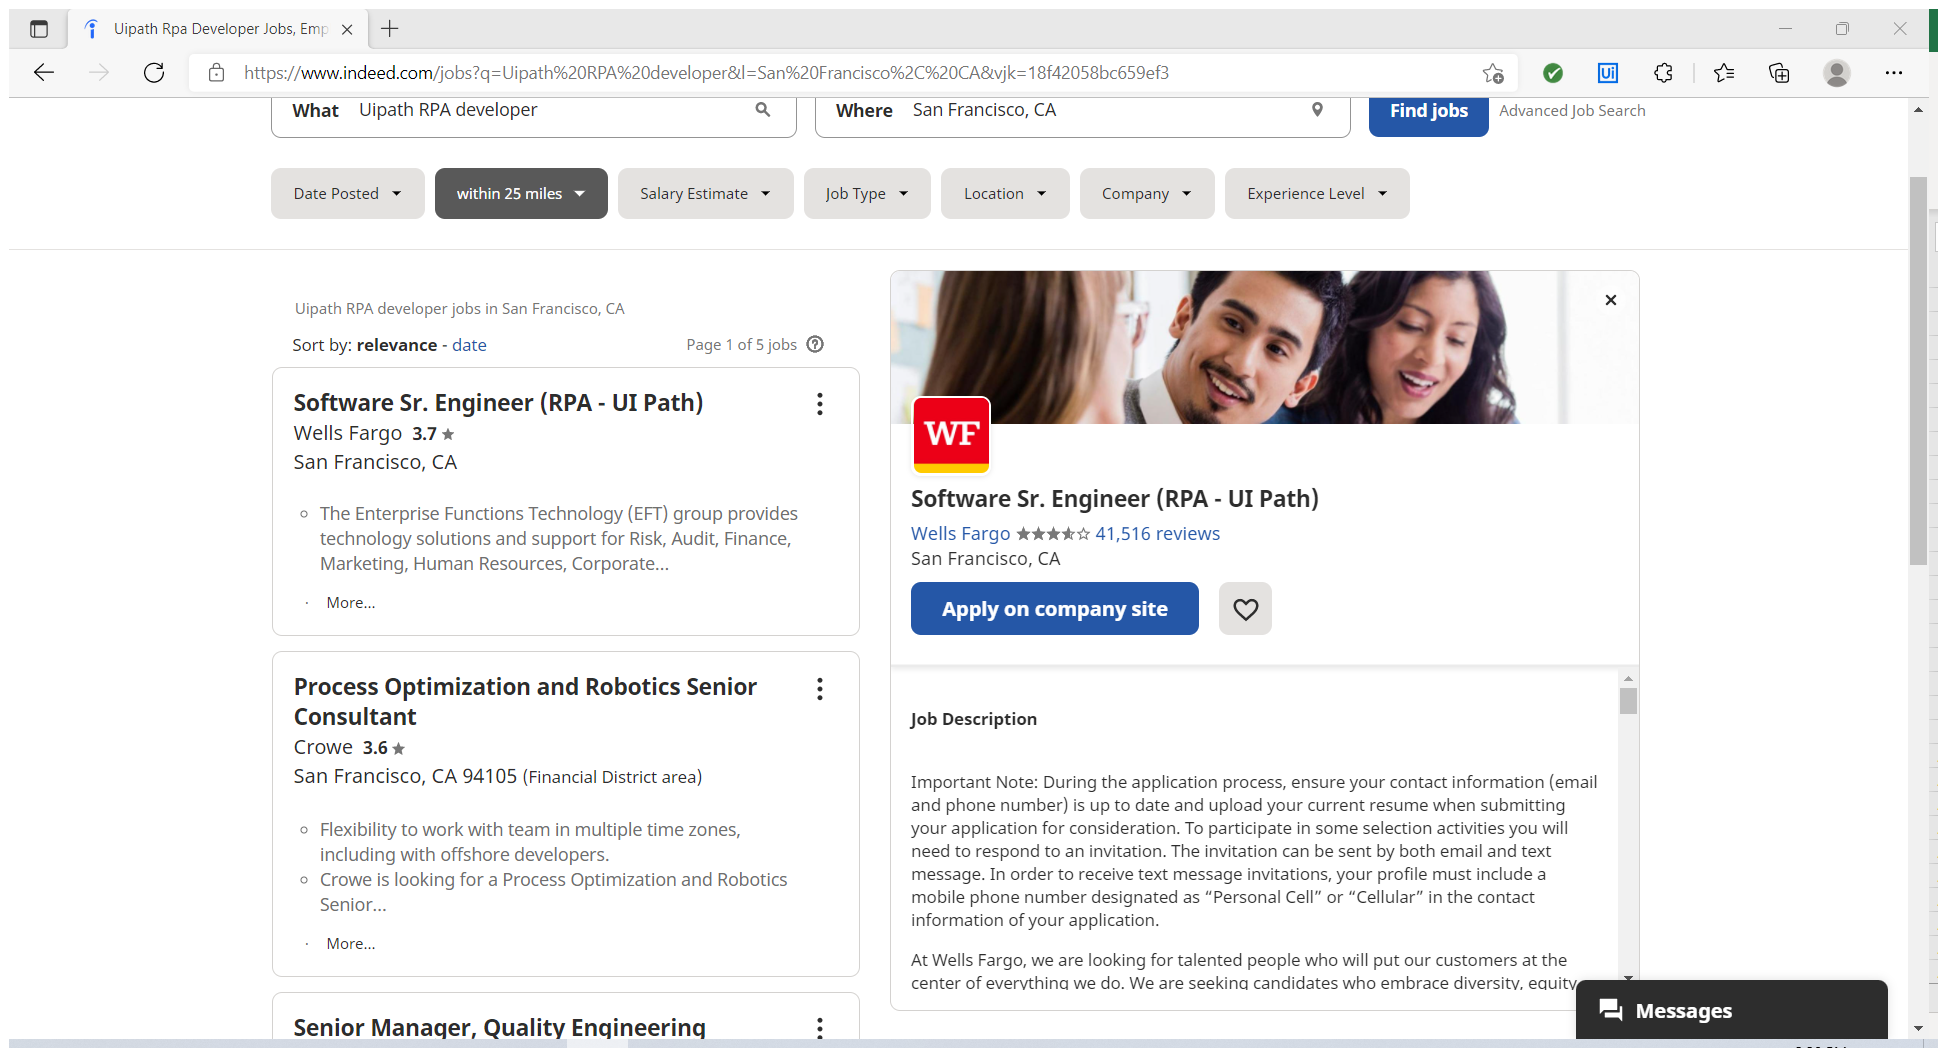 Uipath Rpa Developer Jobs, Emp
https://www.indeed.com/jobs?q=Uipath%20RPA%20developer&l=San%20Francisco%2C%20CA&vjk=18f42058bc659ef3
Ui
What Uipath RPA developer
Where San Francisco, CA
Find jobs
Advanced Job Search
Date Posted
within 25 miles
Salary Estimate
Job Type
Location
Company
Experience Level
Uipath RPA developer jobs in San Francisco, CA
Sort by: relevance - date
Page 1 of 5 jobs
Software Sr. Engineer (RPA - UI Path)
Wells Fargo 3.7
San Francisco, CA
The Enterprise Functions Technology (EFT) group provides
technology solutions and support for Risk, Audit, Finance,
Marketing, Human Resources, Corporate...
More...
Process Optimization and Robotics Senior
Consultant
Crowe 3.6
San Francisco, CA 94105 (Financial District area)
Flexibility to work with team in multiple time zones,
including with offshore developers.
Crowe is looking for a Process Optimization and Robotics
Senior...
More...
Senior Manager, Quality Engineering
WF
Software Sr. Engineer (RPA - UI Path)
Wells Fargo 41,516 reviews
San Francisco, CA
Apply on company site
Job Description
Important Note: During the application process, ensure your contact information (email
and phone number) is up to date and upload your current resume when submitting
your application for consideration. To participate in some selection activities you will
need to respond to an invitation. The invitation can be sent by both email and text
message. In order to receive text message invitations, your profile must include a
mobile phone number designated as “Personal Cell” or “Cellular” in the contact
information of your application.
At Wells Fargo, we are looking for talented people who will put our customers at the
center of everything we do. We are seeking candidates who embrace diversity, equity
Messages